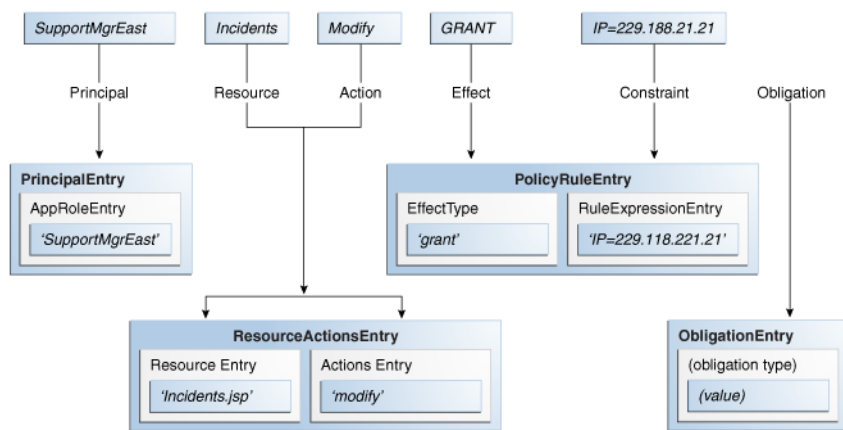 SupportMgrEast
Incidents
Modify
GRANT
IP=229.188.21.21
Principal
Resource
Action
Effect
Constraint
Obligation
PrincipalEntry
AppRoleEntry
‘SupportMgrEast’
PolicyRuleEntry
EffectType
‘grant’
RuleExpressionEntry
‘IP=229.118.221.21’
ResourceActionsEntry
Resource Entry
‘Incidents.jsp’
Actions Entry
‘modify’
ObligationEntry
(obligation type)
(value)